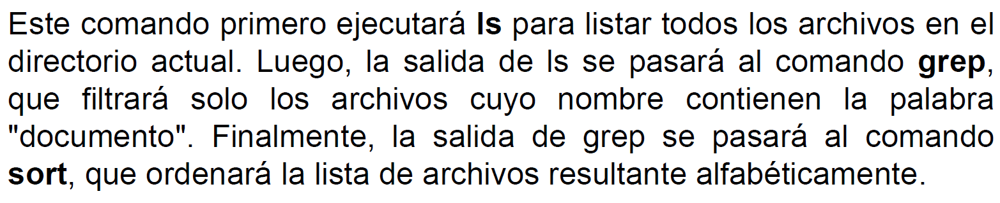 Este comando primero ejecutará ls para listar todos los archivos en el
directorio actual. Luego, la salida de ls se pasará al comando grep,
que filtrará solo los archivos cuyo nombre contienen la palabra
"documento". Finalmente, la salida de grep se pasará al comando
sort, que ordenará la lista de archivos resultante alfabéticamente.